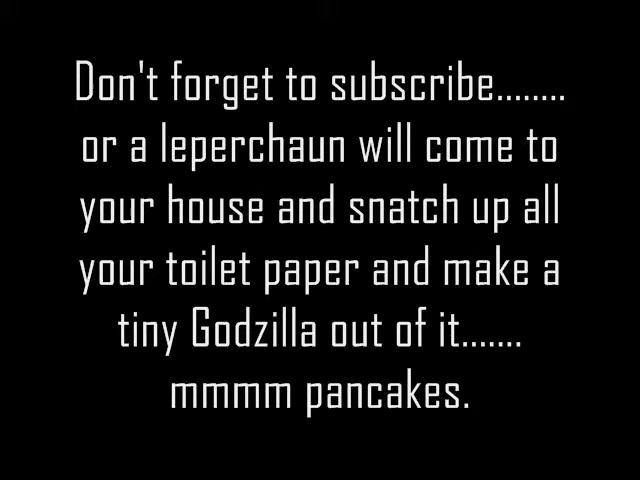 Don't forget to subscribe........
or a leperchaun will come to
your house and snatch up all
your toilet paper and make a
tiny Godzilla out of it.......
mmmm pancakes.